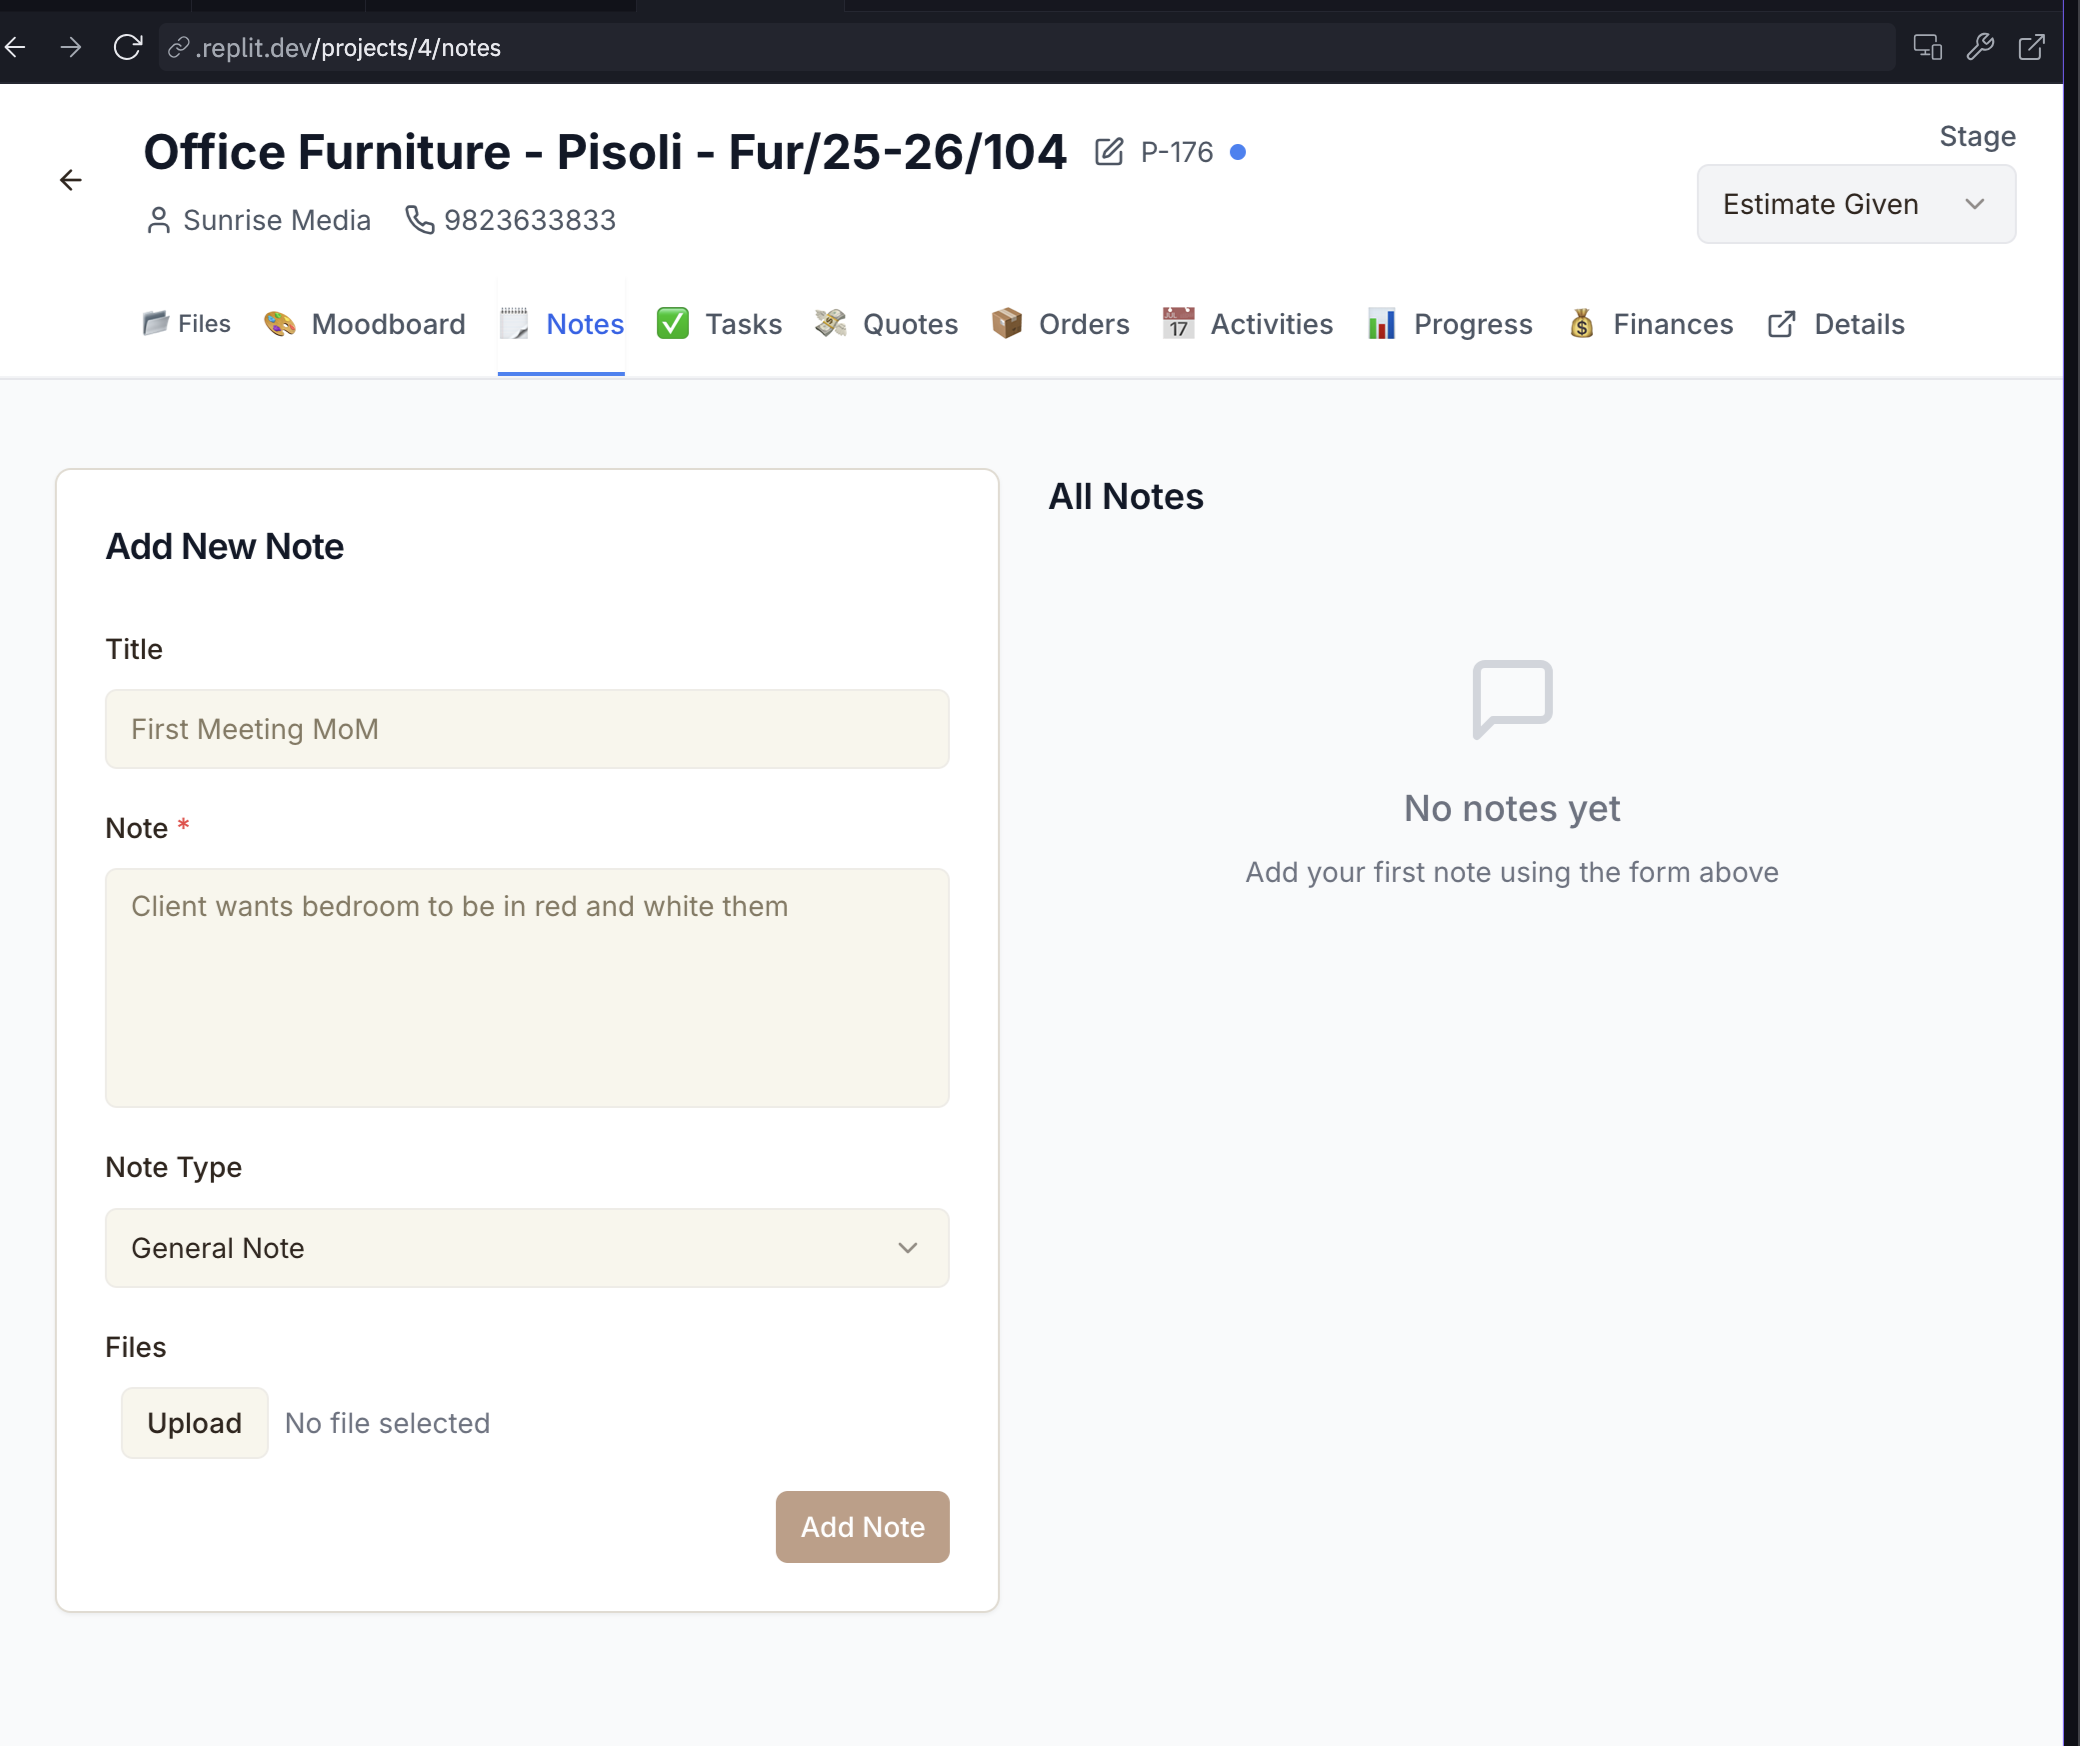 .replit.dev/projects/4/notes
Office Furniture - Pisoli - Fur/25-26/104 P-176
Stage
Sunrise Media 9823633833
Estimate Given
Files Moodboard Notes Tasks Quotes Orders JUL 17 Activities Progress Finances Details
Add New Note
Title
First Meeting MoM
Note *
Client wants bedroom to be in red and white them
Note Type
General Note
Files
Upload No file selected
Add Note
All Notes
No notes yet
Add your first note using the form above